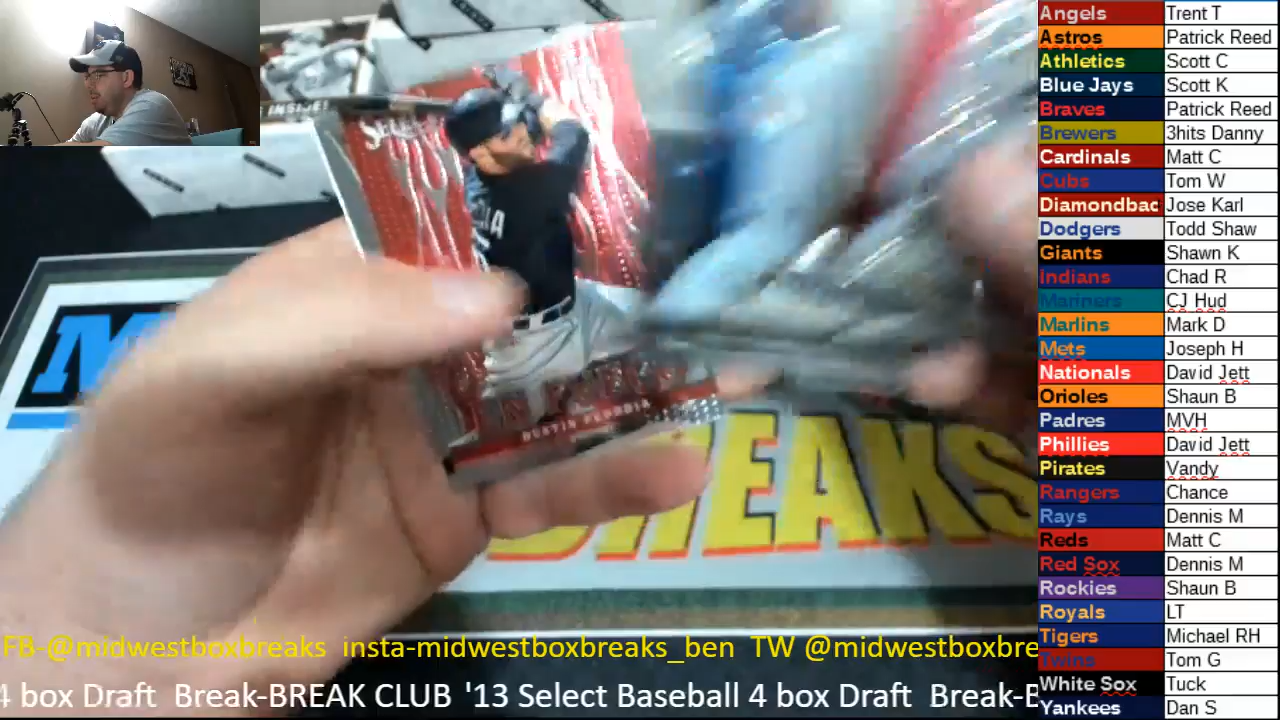 INSIDE!
Select
DUSTIN PEDROIA
BREAKS
FB-@midwestboxbreaks insta-midwestboxbreaks_ben TW @midwestboxbre
4 box Draft Break-BREAK CLUB '13 Select Baseball 4 box Draft Break-B
Angels Trent T
Astros Patrick Reed
Athletics Scott C
Blue Jays Scott K
Braves Patrick Reed
Brewers 3hits Danny
Cardinals Matt C
Cubs Tom W
Diamondbac Jose Karl
Dodgers Todd Shaw
Giants Shawn K
Indians Chad R
Mariners CJ Hud
Marlins Mark D
Mets Joseph H
Nationals David Jett
Orioles Shaun B
Padres MVH
Phillies David Jett
Pirates Vandy
Rangers Chance
Rays Dennis M
Reds Matt C
Red Sox Dennis M
Rockies Shaun B
Royals LT
Tigers Michael RH
Twins Tom G
White Sox Tuck
Yankees Dan S